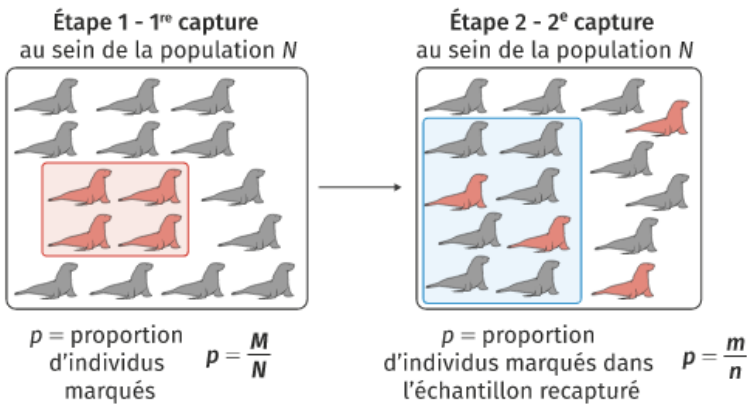 Étape 1 - 1re capture
au sein de la population N
Étape 2 - 2e capture
au sein de la population N
p = proportion
d'individus
marqués
p = M/N
p = proportion
d'individus marqués dans
l'échantillon recapturé
p = m/n